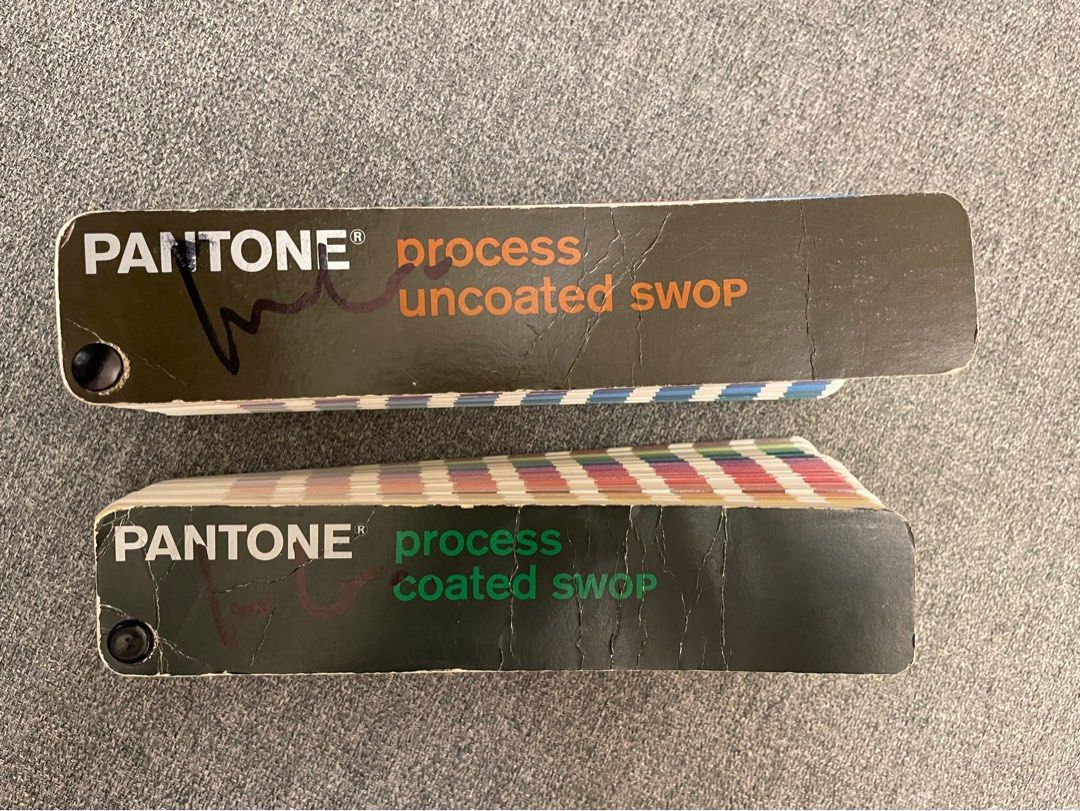 PANTONE® process
uncoated SWOP
PANTONE® process
coated SWOP